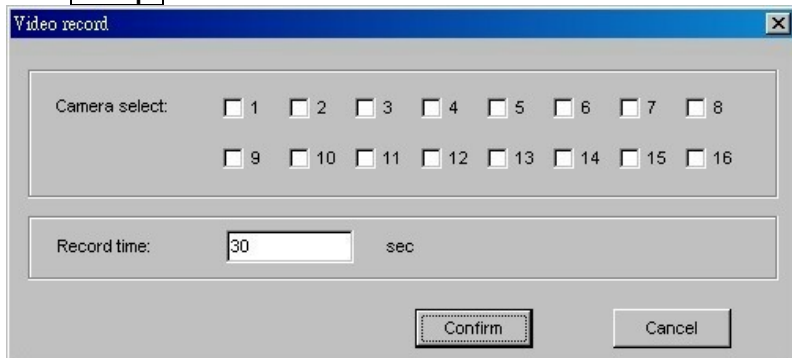 Video record
Camera select: 1 2 3 4 5 6 7 8
9 10 11 12 13 14 15 16
Record time: 30 sec
Confirm Cancel